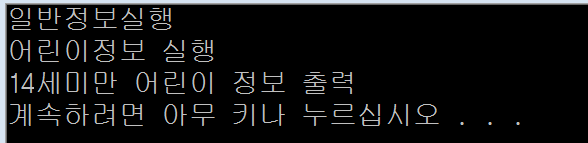 일반정보실행
어린이정보 실행
14세미만 어린이 정보 출력
계속하려면 아무 키나 누르십시오 . . .